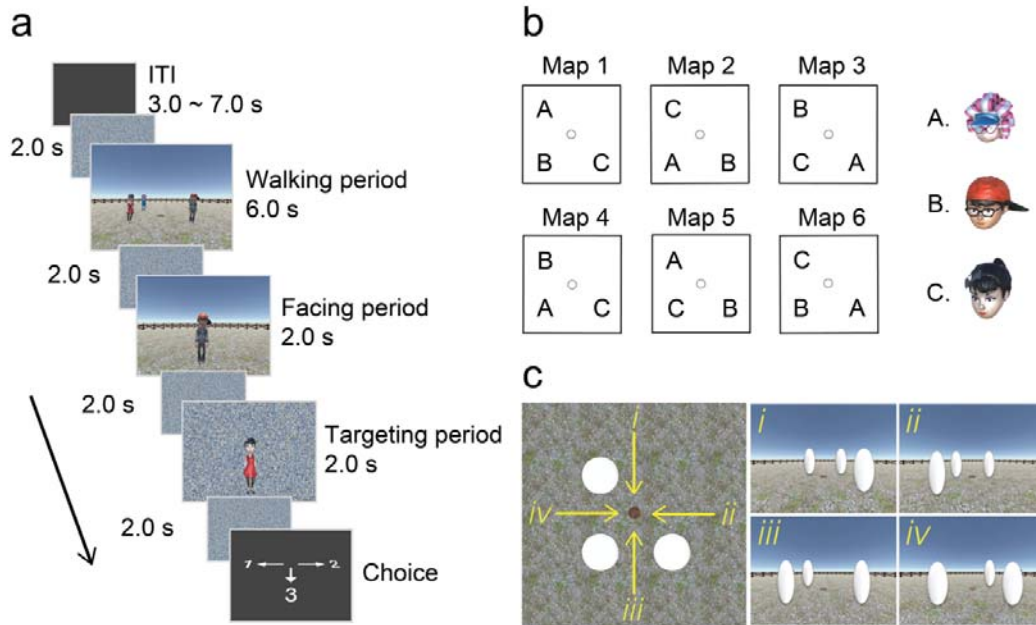 a
ITI
3.0 ~ 7.0 s
2.0 s
Walking period
6.0 s
2.0 s
Facing period
2.0 s
2.0 s
Targeting period
2.0 s
2.0 s
1 2
3
Choice
b
Map 1 Map 2 Map 3
A C B
B C A B C A
Map 4 Map 5 Map 6
B A C
A C C B B A
A.
B.
C.
c
i
iv ii
iii
i ii
iii iv